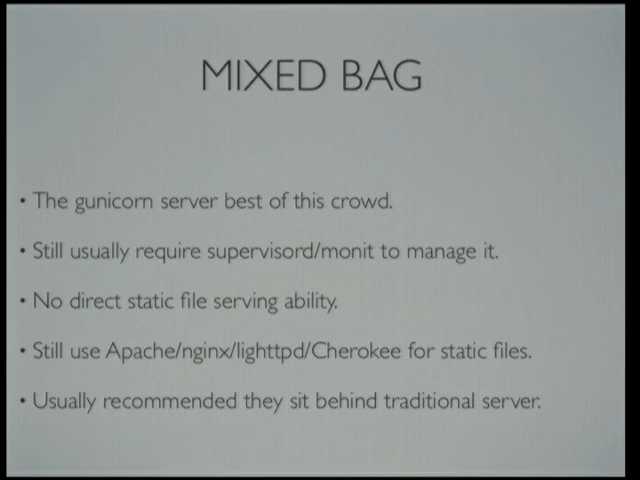 MIXED BAG
• The gunicorn server best of this crowd.
• Still usually require supervisord/monit to manage it.
• No direct static file serving ability.
• Still use Apache/nginx/lighttpd/Cherokee for static files.
• Usually recommended they sit behind traditional server.